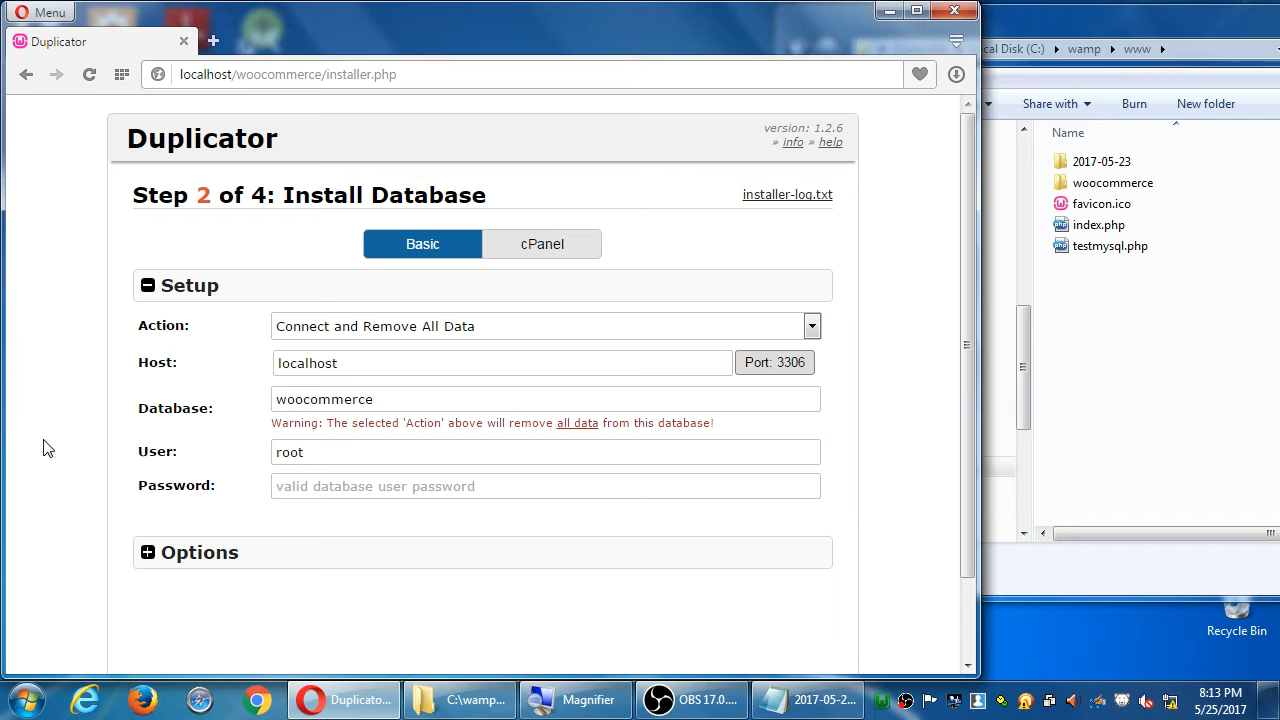 Menu
Duplicator
localhost/woocommerce/installer.php
cal Disk (C:) wamp www
Share with Burn New folder
Name
2017-05-23
woocommerce
favicon.ico
index.php
testmysql.php
Duplicator
version: 1.2.6
» info » help
Step 2 of 4: Install Database
installer-log.txt
Basic cPanel
Setup
Action: Connect and Remove All Data
Host: localhost Port: 3306
Database: woocommerce
Warning: The selected 'Action' above will remove all data from this database!
User: root
Password: valid database user password
Options
Recycle Bin
Duplicato...
C:\wamp...
Magnifier
OBS 17.0....
2017-05-2...
8:13 PM
5/25/2017